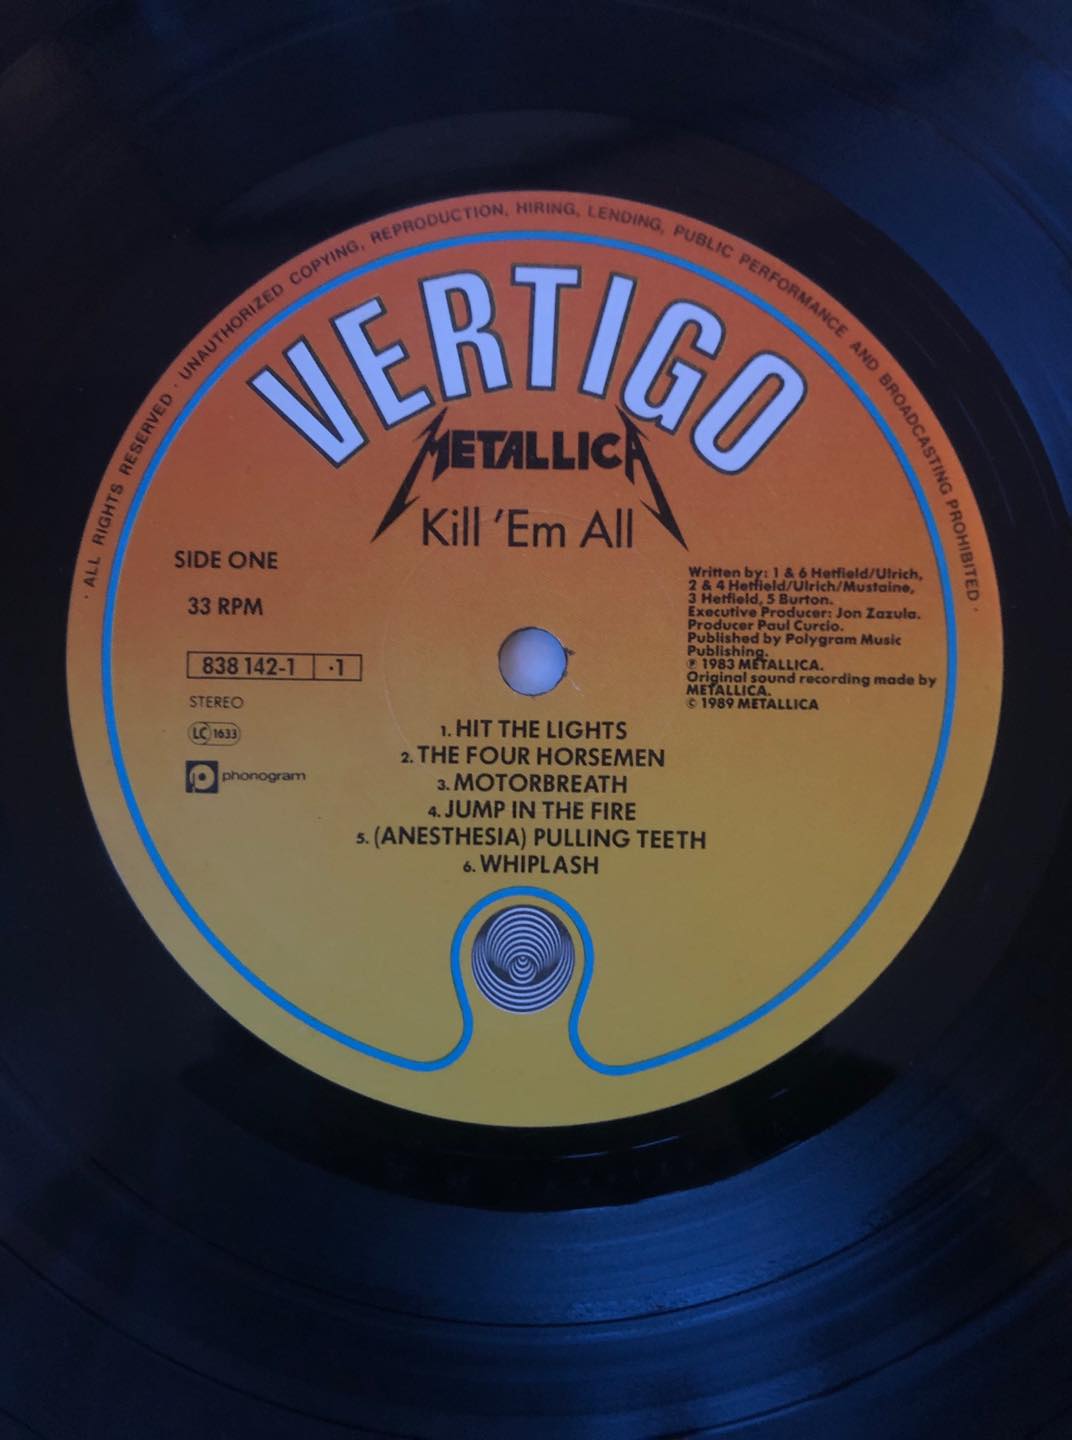 · ALL RIGHTS RESERVED · UNAUTHORIZED COPYING, REPRODUCTION, HIRING, LENDING, PUBLIC PERFORMANCE AND BROADCASTING PROHIBITED ·
VERTIGO
METALLICA
Kill 'Em All
SIDE ONE
33 RPM
838 142-1 ·1
STEREO
LC 1633
phonogram
Written by: 1 & 6 Hetfield/Ulrich,
2 & 4 Hetfield/Ulrich/Mustaine,
3 Hetfield, 5 Burton.
Executive Producer: Jon Zazula.
Producer Paul Curcio.
Published by Polygram Music
Publishing.
℗ 1983 METALLICA.
Original sound recording made by
METALLICA.
© 1989 METALLICA
1. HIT THE LIGHTS
2. THE FOUR HORSEMEN
3. MOTORBREATH
4. JUMP IN THE FIRE
5. (ANESTHESIA) PULLING TEETH
6. WHIPLASH